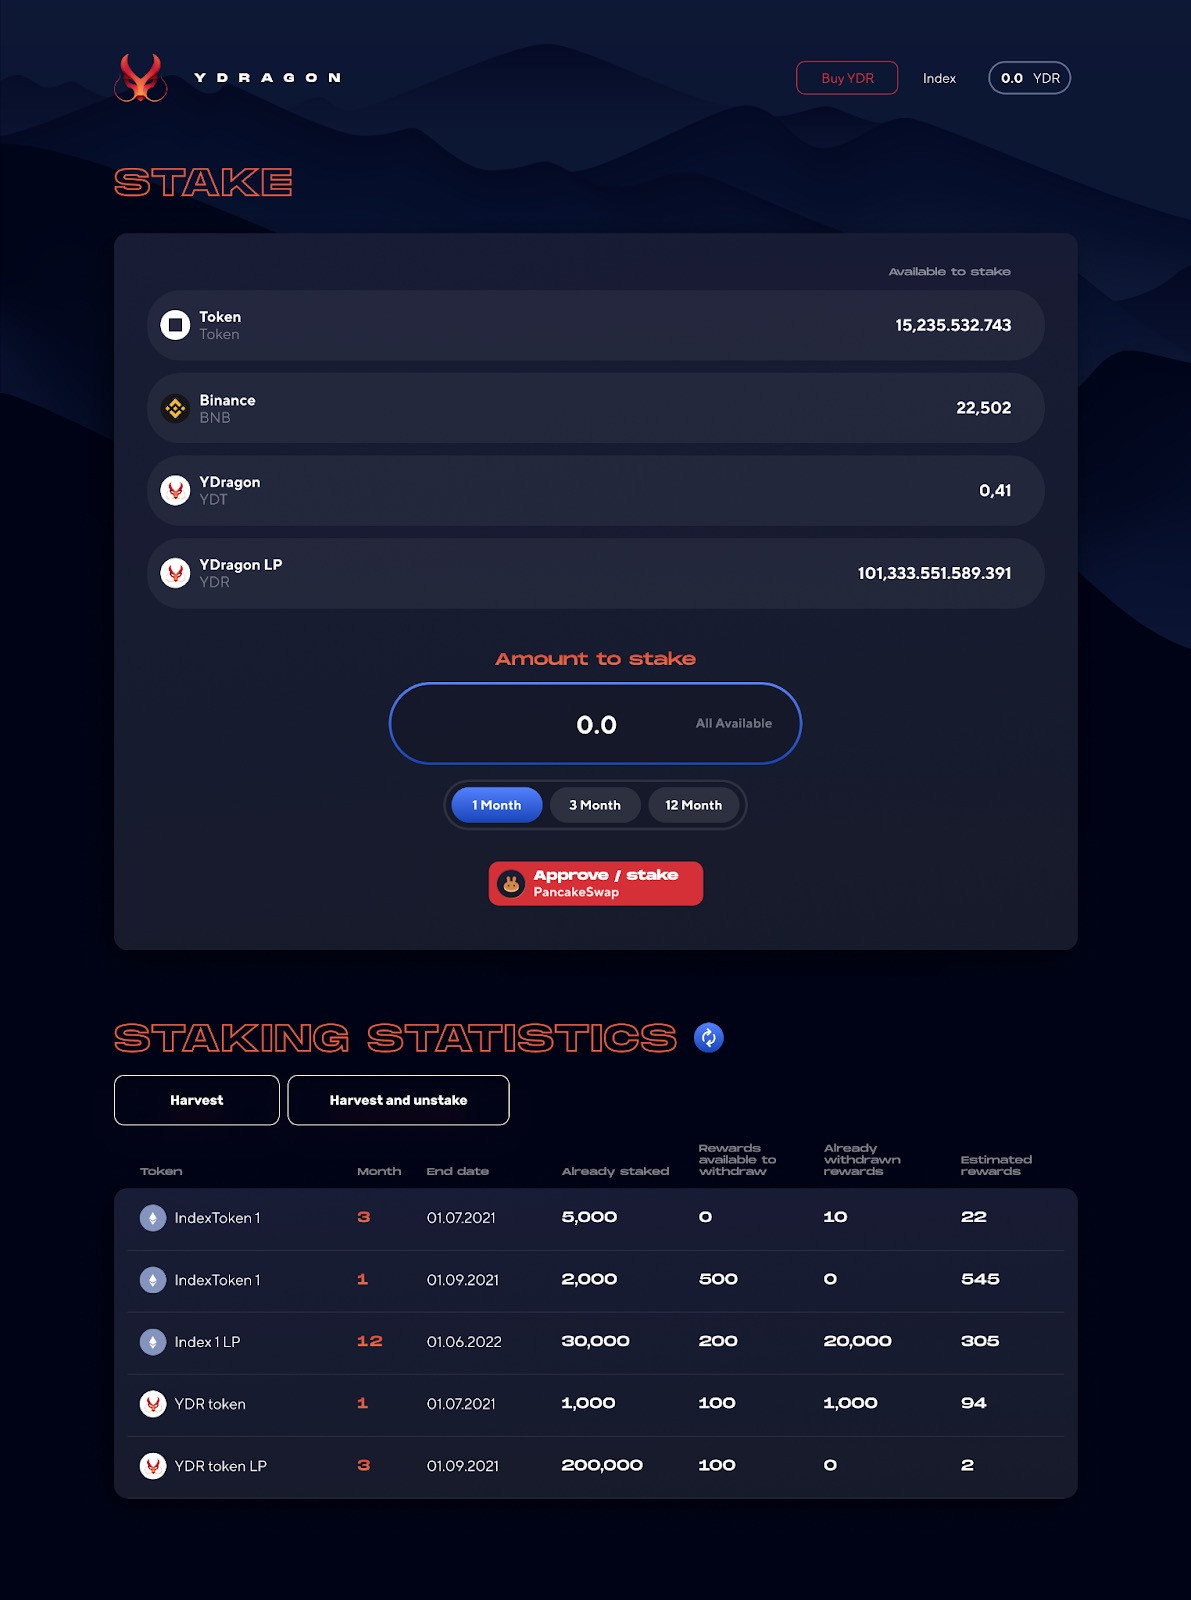 YDRAGON
Buy YDR
Index
0.0 YDR
STAKE
Available to stake
Token
Token
15,235.532.743
Binance
BNB
22,502
YDragon
YDT
0,41
YDragon LP
YDR
101,333.551.589.391
Amount to stake
0.0
All Available
1 Month
3 Month
12 Month
Approve / stake
PancakeSwap
STAKING STATISTICS
Harvest
Harvest and unstake
Token
Month
End date
Already staked
Rewards
available to
withdraw
Already
withdrawn
rewards
Estimated
rewards
IndexToken 1 3 01.07.2021 5,000 0 10 22
IndexToken 1 1 01.09.2021 2,000 500 0 545
Index 1 LP 12 01.06.2022 30,000 200 20,000 305
YDR token 1 01.07.2021 1,000 100 1,000 94
YDR token LP 3 01.09.2021 200,000 100 0 2